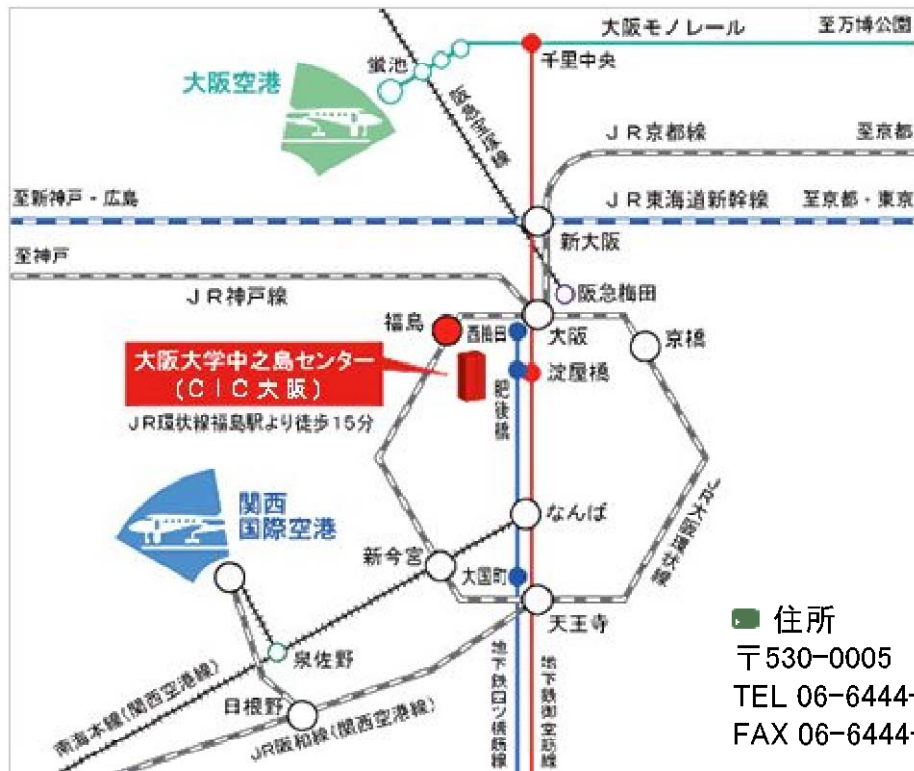 大阪モノレール
至万博公園
蛍池
千里中央
大阪空港
阪急宝塚線
JR京都線
至京都
至新神戸・広島
JR東海道新幹線
至京都・東京
新大阪
至神戸
JR神戸線
阪急梅田
福島
西梅田
大阪
京橋
大阪大学中之島センター
(CIC大阪)
淀屋橋
肥後橋
JR環状線福島駅より徒歩15分
関西
国際空港
なんば
JR大阪環状線
新今宮
大国町
天王寺
泉佐野
日根野
南海本線(関西空港線)
JR阪和線(関西空港線)
地下鉄四ツ橋筋線
地下鉄御堂筋線
住所
〒530-0005
TEL 06-6444-
FAX 06-6444-